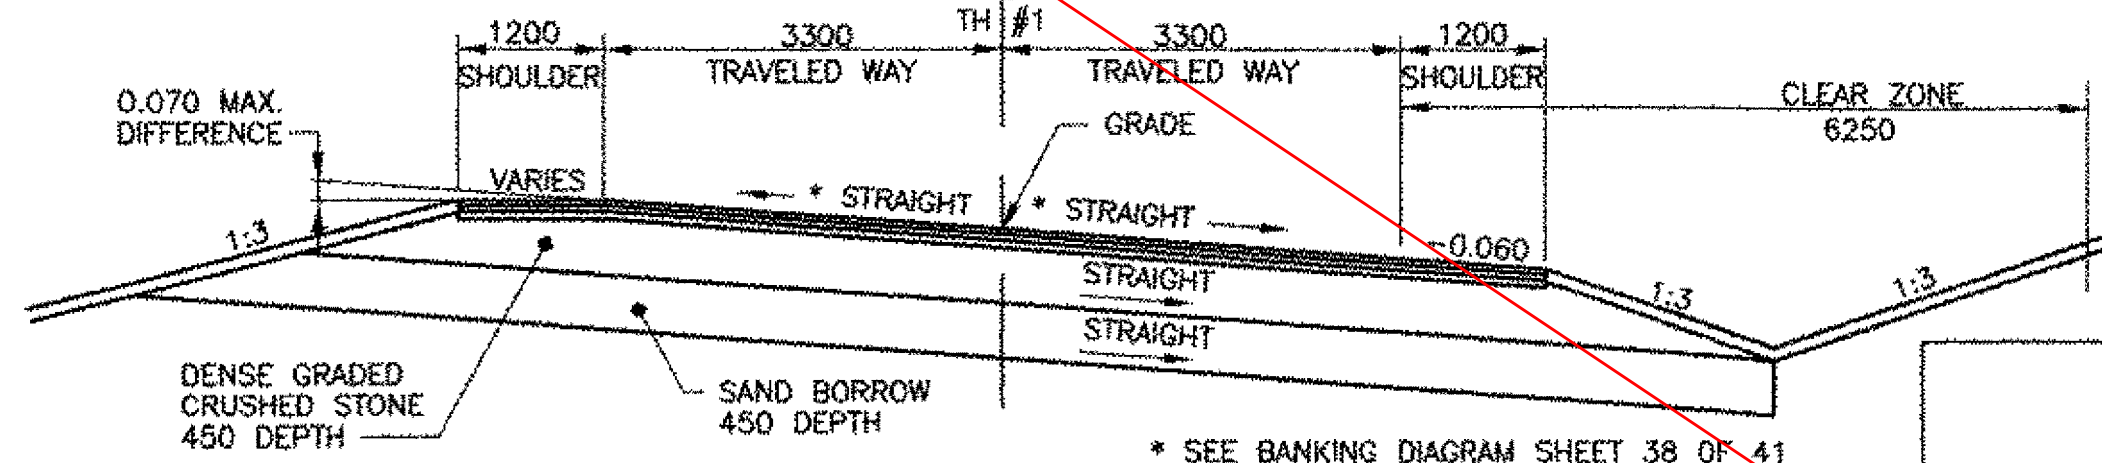 TH #1
1200 3300 3300 1200
SHOULDER TRAVELED WAY TRAVELED WAY SHOULDER
0.070 MAX.
DIFFERENCE
CLEAR ZONE
6250
GRADE
VARIES
* STRAIGHT
* STRAIGHT
1:3
-0.060
STRAIGHT
1:3
1:3
STRAIGHT
DENSE GRADED
CRUSHED STONE
450 DEPTH
SAND BORROW
450 DEPTH
* SEE BANKING DIAGRAM SHEET 38 OF 41